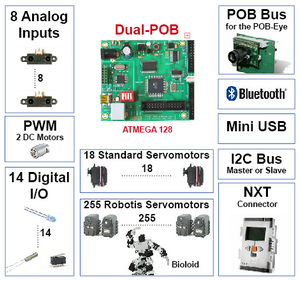 8 Analog
Inputs
8
Dual-POB
ATMEGA 128
POB Bus
for the POB-Eye
Bluetooth
PWM
2 DC Motors
Mini USB
18 Standard Servomotors
18
I2C Bus
Master or Slave
14 Digital
I/O
14
255 Robotis Servomotors
255
Bioloid
NXT
Connector